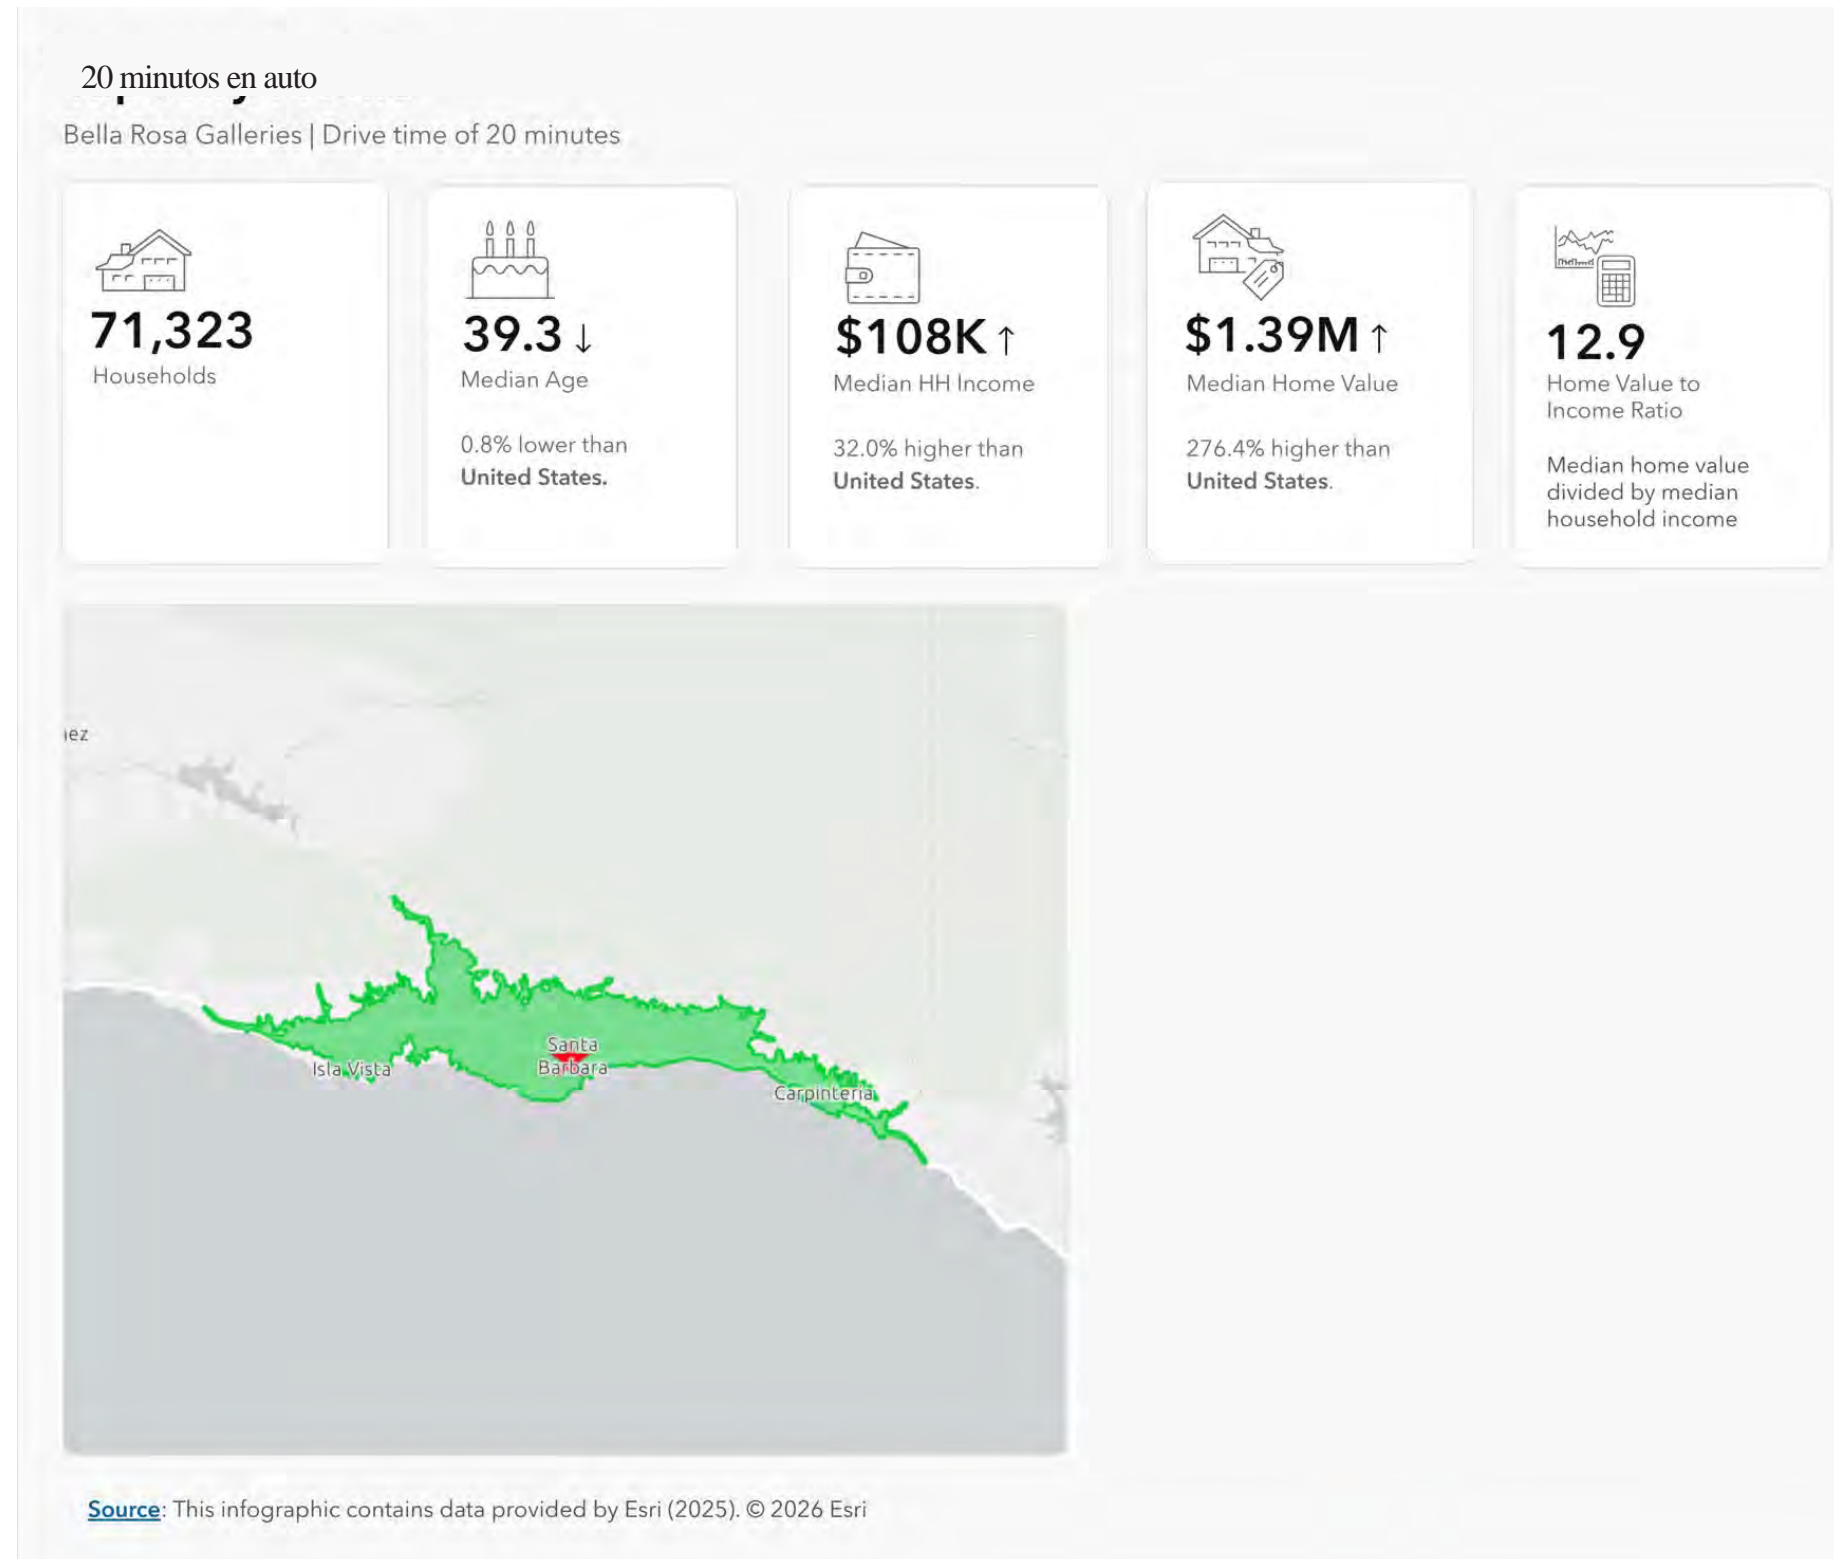 20 minutos en auto
Bella Rosa Galleries | Drive time of 20 minutes
71,323
Households
39.3 ↓
Median Age
0.8% lower than
United States.
$108K ↑
Median HH Income
32.0% higher than
United States.
$1.39M ↑
Median Home Value
276.4% higher than
United States.
12.9
Home Value to
Income Ratio
Median home value
divided by median
household income
Santa
Barbara
Isla Vista
Carpinteria
Source: This infographic contains data provided by Esri (2025). © 2026 Esri